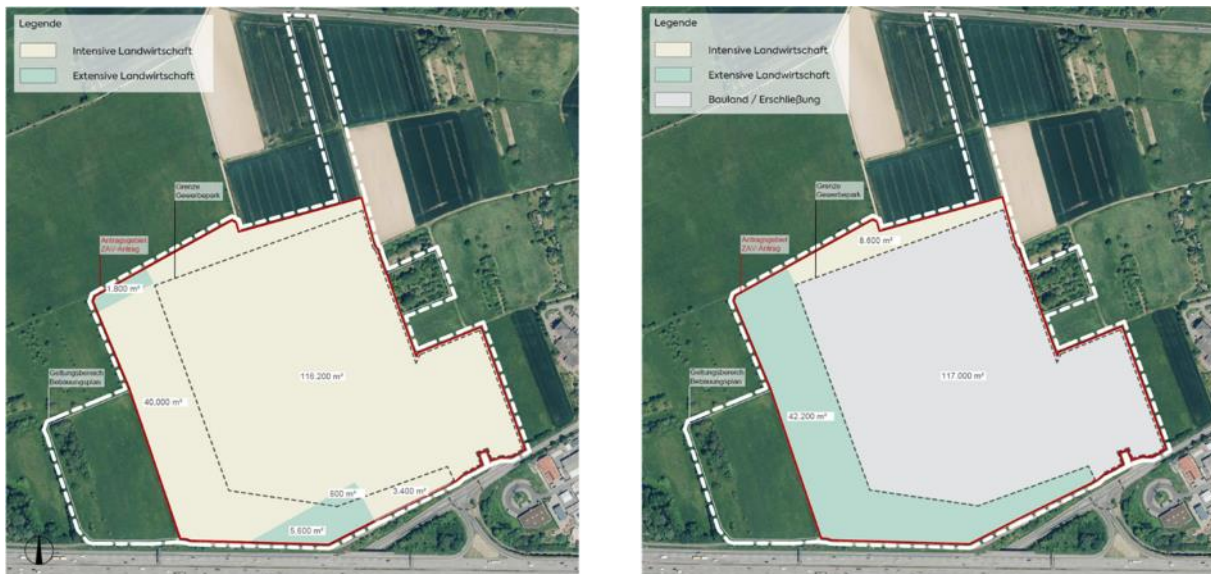 Legende
Intensive Landwirtschaft
Extensive Landwirtschaft
Grenze
Gewerbepark
Antragsgebiet
ZAV-Antrag
1.800 m²
116.200 m²
Geltungsbereich
Bebauungsplan
40.000 m²
800 m²
3.400 m²
5.600 m²
Legende
Intensive Landwirtschaft
Extensive Landwirtschaft
Bauland / Erschließung
Grenze
Gewerbepark
8.600 m²
Antragsgebiet
ZAV-Antrag
Geltungsbereich
Bebauungsplan
117.000 m²
42.200 m²